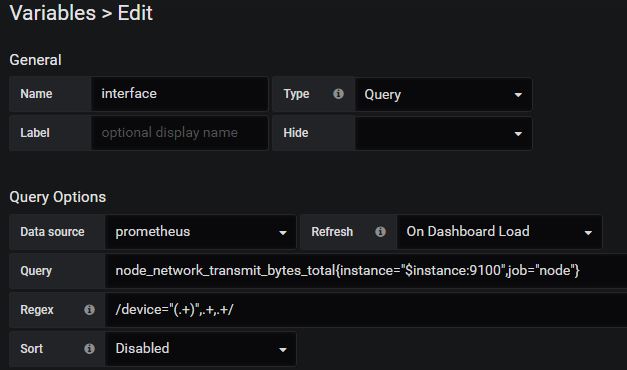 Variables > Edit
General
Name interface Type Query
Label optional display name Hide
Query Options
Data source prometheus Refresh On Dashboard Load
Query node_network_transmit_bytes_total{instance="$instance:9100",job="node"}
Regex /device="(.+)",.+,.+/
Sort Disabled